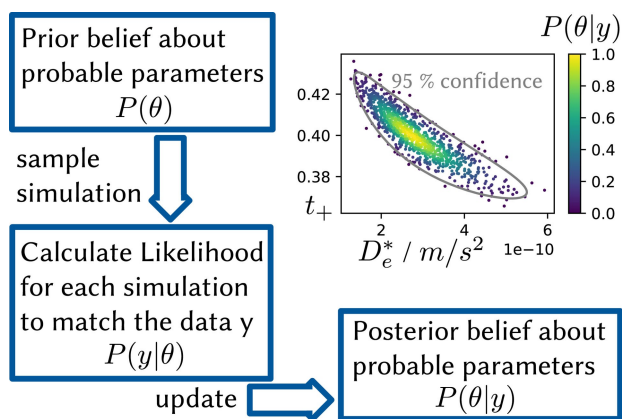 Prior belief about
probable parameters
P(θ)
sample
simulation
Calculate Likelihood
for each simulation
to match the data y
P(y|θ)
update
Posterior belief about
probable parameters
P(θ|y)
P(θ|y)
95 % confidence
0.42
0.40
0.38
t₊
2
4
6
1e−10
D*ₑ / m/s²
1.0
0.8
0.6
0.4
0.2
0.0